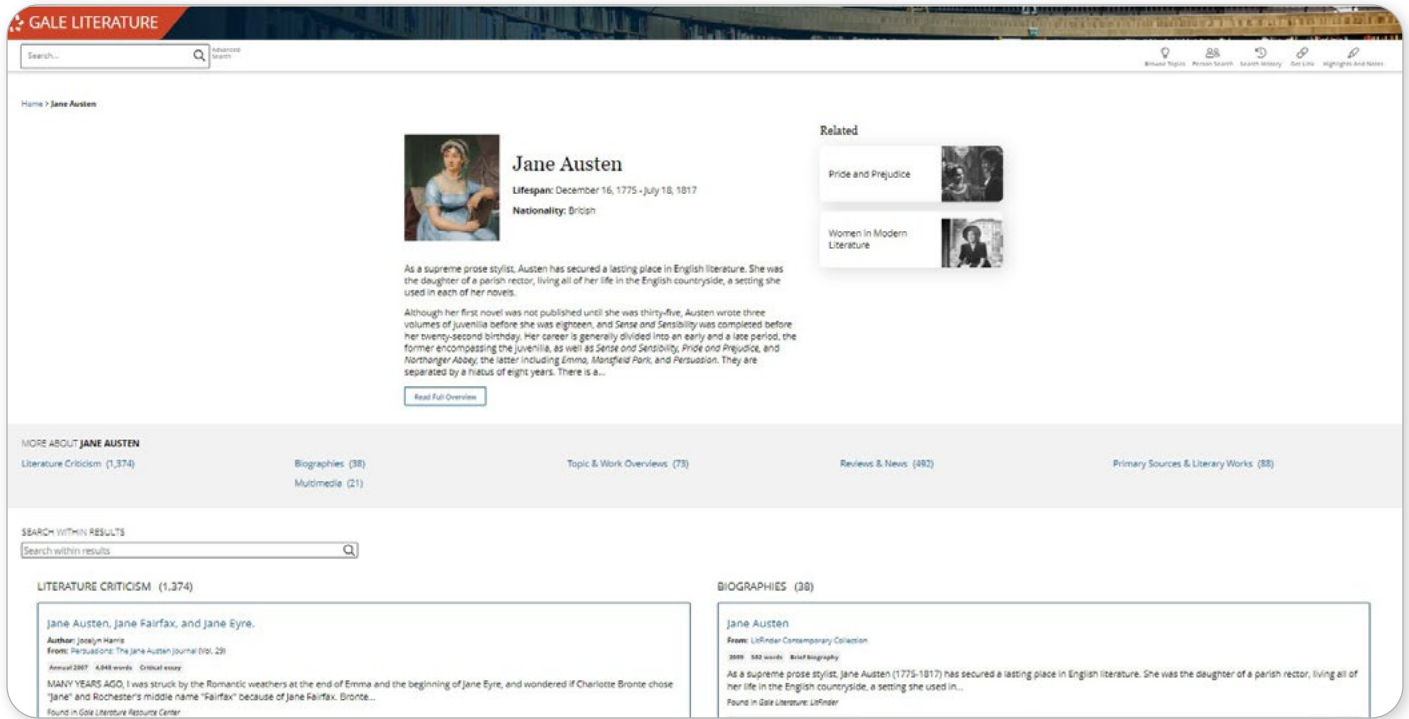 GALE LITERATURE
Search...
Advanced
Search
Browse Topics Person Search Search History Get Link Highlights And Notes
Home > Jane Austen
Related
Pride and Prejudice
Women in Modern
Literature
Jane Austen
Lifespan: December 16, 1775 - July 18, 1817
Nationality: British
As a supreme prose stylist, Austen has secured a lasting place in English literature. She was
the daughter of a parish rector, living all of her life in the English countryside, a setting she
used in each of her novels.
Although her first novel was not published until she was thirty-five, Austen wrote three
volumes of juvenilia before she was eighteen, and Sense and Sensibility was completed before
her twenty-second birthday. Her career is generally divided into an early and a late period, the
former encompassing the juvenilia, as well as Sense and Sensibility, Pride and Prejudice, and
Northanger Abbey, the latter including Emma, Mansfield Park, and Persuasion. They are
separated by a hiatus of eight years. There is a...
Read Full Overview
MORE ABOUT JANE AUSTEN
Literature Criticism (1,374) Biographies (38) Topic & Work Overviews (73) Reviews & News (492) Primary Sources & Literary Works (88)
Multimedia (21)
SEARCH WITHIN RESULTS
Search within results
LITERATURE CRITICISM (1,374)
Jane Austen, Jane Fairfax, and Jane Eyre.
Author: Jocelyn Harris
From: Persuasions: The Jane Austen Journal (Vol. 29)
Annual 2007 4,048 words Critical essay
MANY YEARS AGO, I was struck by the Romantic weathers at the end of Emma and the beginning of Jane Eyre, and wondered if Charlotte Bronte chose
"Jane" and Rochester's middle name "Fairfax" because of Jane Fairfax. Bronte...
Found in Gale Literature Resource Center
BIOGRAPHIES (38)
Jane Austen
From: LitFinder Contemporary Collection
2009 502 words Brief biography
As a supreme prose stylist, Jane Austen (1775-1817) has secured a lasting place in English literature. She was the daughter of a parish rector, living all of
her life in the English countryside, a setting she used in...
Found in Gale Literature: LitFinder